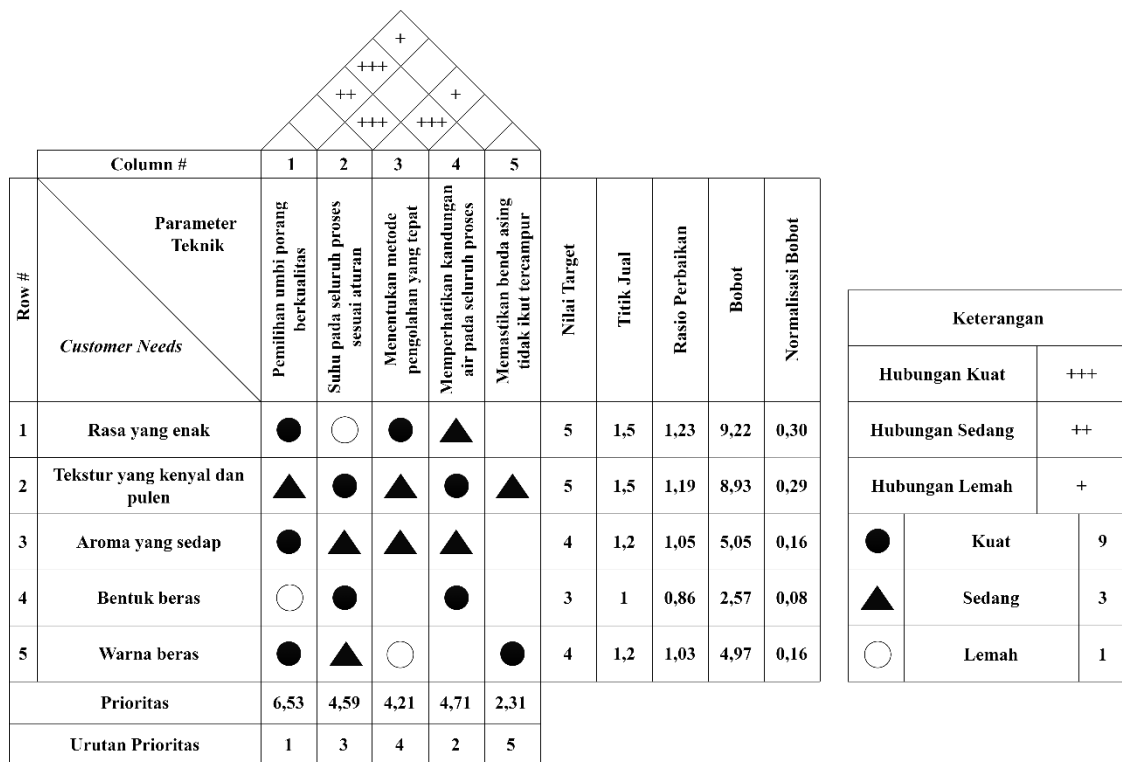 +
+++
++ +
+++ +++
Column # 1 2 3 4 5
Row #
Parameter
Teknik
Customer Needs
Pemilihan umbi porang
berkualitas
Suhu pada seluruh proses
sesuai aturan
Menentukan metode
pengolahan yang tepat
Memperhatikan kandungan
air pada seluruh proses
Memastikan benda asing
tidak ikut tercampur
Nilai Target
Titik Jual
Rasio Perbaikan
Bobot
Normalisasi Bobot
1 Rasa yang enak 5 1,5 1,23 9,22 0,30
2 Tekstur yang kenyal dan
pulen 5 1,5 1,19 8,93 0,29
3 Aroma yang sedap 4 1,2 1,05 5,05 0,16
4 Bentuk beras 3 1 0,86 2,57 0,08
5 Warna beras 4 1,2 1,03 4,97 0,16
Prioritas 6,53 4,59 4,21 4,71 2,31
Urutan Prioritas 1 3 4 2 5
Keterangan
Hubungan Kuat +++
Hubungan Sedang ++
Hubungan Lemah +
Kuat 9
Sedang 3
Lemah 1